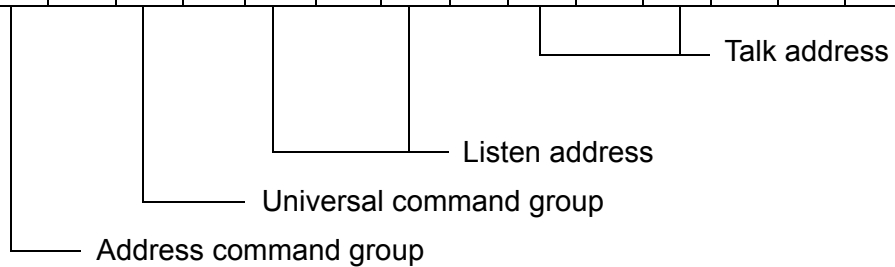 Talk address
Listen address
Universal command group
Address command group